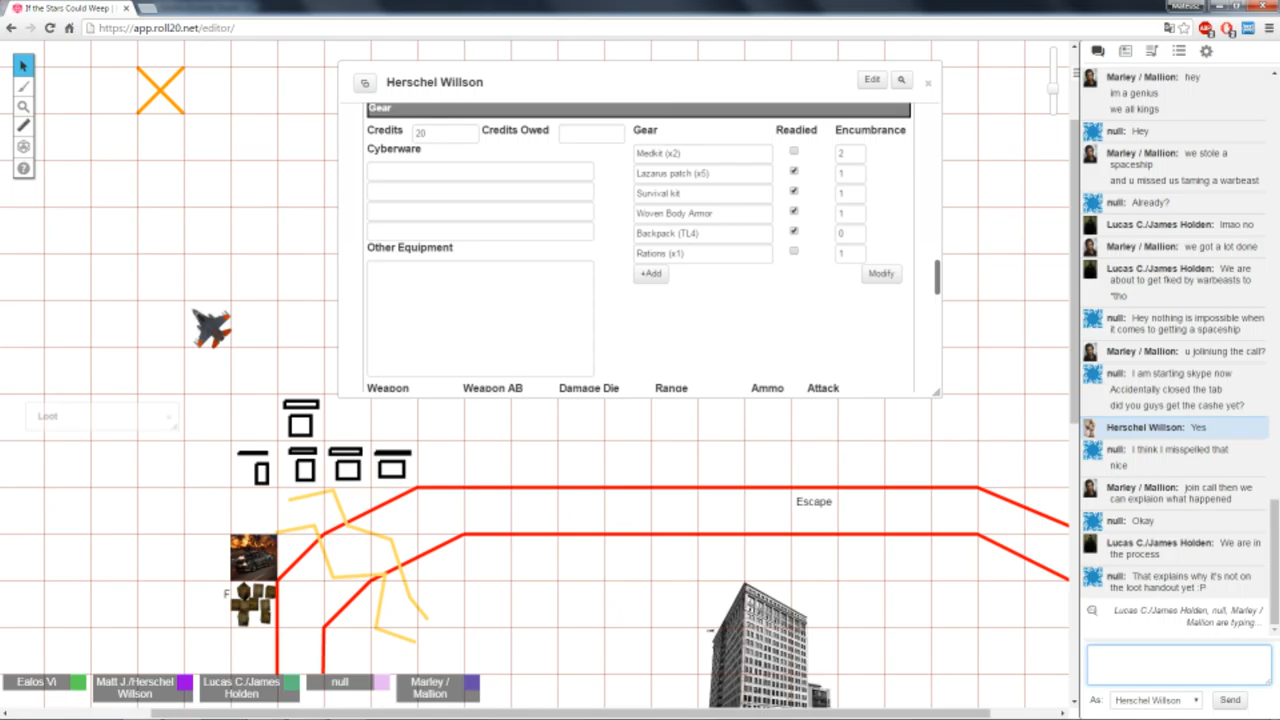 If the Stars Could Weep |
Mateusz
https://app.roll20.net/editor/
Herschel Willson
Edit
Gear
Credits
20
Credits Owed
Gear
Readied
Encumbrance
Cyberware
Medkit (x2)
2
Lazarus patch (x5)
1
Survival kit
1
Woven Body Armor
1
Backpack (TL4)
0
Rations (x1)
1
+Add
Modify
Other Equipment
Weapon
Weapon AB
Damage Die
Range
Ammo
Attack
Loot
Escape
F
Ealos Vi
Matt J./Herschel
Willson
Lucas C./James
Holden
null
Marley /
Mallion
Marley / Mallion: hey
im a genius
we all kings
null: Hey
Marley / Mallion: we stole a
spaceship
and u missed us taming a warbeast
null: Already?
Lucas C./James Holden: lmao no
Marley / Mallion: we got a lot done
Lucas C./James Holden: We are
about to get fked by warbeasts to
*tho
null: Hey nothing is impossible when
it comes to getting a spaceship
Marley / Mallion: u joliniung the call?
null: I am starting skype now
Accidentally closed the tab
did you guys get the cashe yet?
Herschel Willson: Yes
null: I think I misspelled that
nice
Marley / Mallion: join call then we
can explaion what happened
null: Okay
Lucas C./James Holden: We are in
the process
null: That explains why it's not on
the loot handout yet :P
Lucas C./James Holden, null, Marley /
Mallion are typing...
As:
Herschel Willson
Send